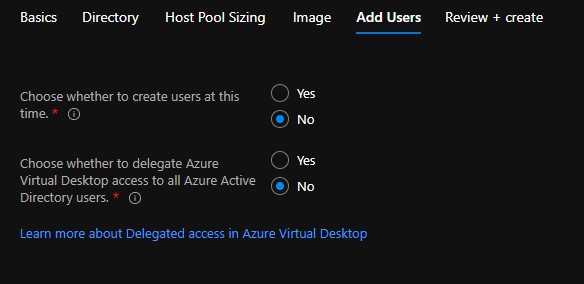 Basics Directory Host Pool Sizing Image Add Users Review + create
Choose whether to create users at this
time. *
Yes
No
Choose whether to delegate Azure
Virtual Desktop access to all Azure Active
Directory users. *
Yes
No
Learn more about Delegated access in Azure Virtual Desktop